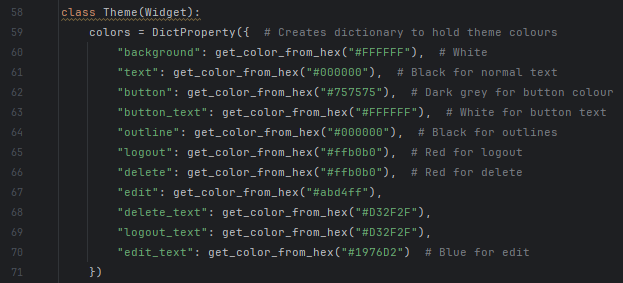 58 class Theme(Widget):
59     colors = DictProperty({  # Creates dictionary to hold theme colours
60         "background": get_color_from_hex("#FFFFFF"),  # White
61         "text": get_color_from_hex("#000000"),  # Black for normal text
62         "button": get_color_from_hex("#757575"),  # Dark grey for button colour
63         "button_text": get_color_from_hex("#FFFFFF"),  # White for button text
64         "outline": get_color_from_hex("#000000"),  # Black for outlines
65         "logout": get_color_from_hex("#ffb0b0"),  # Red for logout
66         "delete": get_color_from_hex("#ffb0b0"),  # Red for delete
67         "edit": get_color_from_hex("#abd4ff"),
68         "delete_text": get_color_from_hex("#D32F2F"),
69         "logout_text": get_color_from_hex("#D32F2F"),
70         "edit_text": get_color_from_hex("#1976D2")  # Blue for edit
71     })